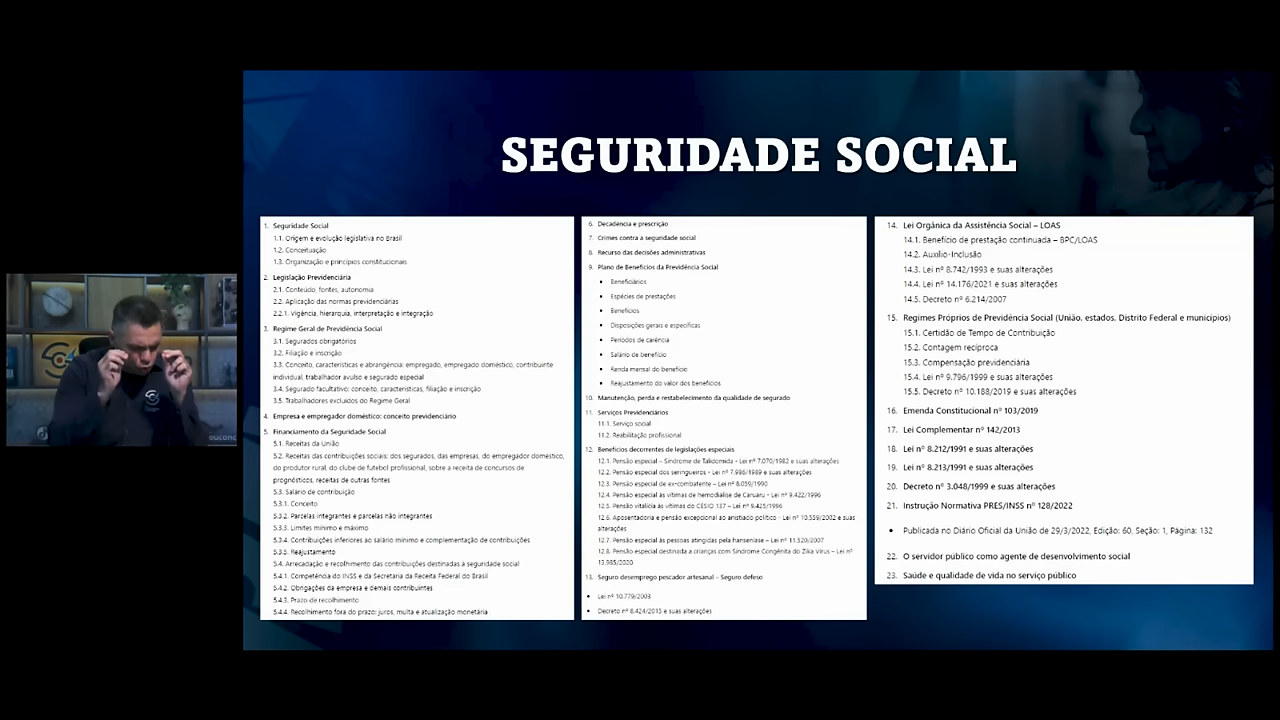 SEGURIDADE SOCIAL
1. Seguridade Social
1.1. Origem e evolução legislativa no Brasil
1.2. Conceituação
1.3. Organização e princípios constitucionais
2. Legislação Previdenciária
2.1. Conteúdo, fontes, autonomia
2.2. Aplicação das normas previdenciárias
2.2.1. Vigência, hierarquia, interpretação e integração
3. Regime Geral de Previdência Social
3.1. Segurados obrigatórios
3.2. Filiação e inscrição
3.3. Conceito, características e abrangência: empregado, empregado doméstico, contribuinte
individual, trabalhador avulso e segurado especial
3.4. Segurado facultativo: conceito, características, filiação e inscrição
3.5. Trabalhadores excluídos do Regime Geral
4. Empresa e empregador doméstico: conceito previdenciário
5. Financiamento da Seguridade Social
5.1. Receitas da União
5.2. Receitas das contribuições sociais: dos segurados, das empresas, do empregador doméstico,
do produtor rural, do clube de futebol profissional, sobre a receita de concursos de
prognósticos, receitas de outras fontes
5.3. Salário de contribuição
5.3.1. Conceito
5.3.2. Parcelas integrantes e parcelas não integrantes
5.3.3. Limites mínimo e máximo
5.3.4. Contribuições inferiores ao salário mínimo e complementação de contribuições
5.3.5. Reajustamento
5.4. Arrecadação e recolhimento das contribuições destinadas à seguridade social
5.4.1. Competência do INSS e da Secretaria da Receita Federal do Brasil
5.4.2. Obrigações da empresa e demais contribuintes
5.4.3. Prazo de recolhimento
5.4.4. Recolhimento fora do prazo: juros, multa e atualização monetária
6. Decadência e prescrição
7. Crimes contra a seguridade social
8. Recurso das decisões administrativas
9. Plano de Benefícios da Previdência Social
• Beneficiários
• Espécies de prestações
• Benefícios
• Disposições gerais e específicas
• Períodos de carência
• Salário de benefício
• Renda mensal do benefício
• Reajustamento do valor dos benefícios
10. Manutenção, perda e restabelecimento da qualidade de segurado
11. Serviços Previdenciários
11.1. Serviço social
11.2. Reabilitação profissional
12. Benefícios decorrentes de legislações especiais
12.1. Pensão especial – Síndrome de Talidomida - Lei nº 7.070/1982 e suas alterações
12.2. Pensão especial dos seringueiros - Lei nº 7.986/1989 e suas alterações
12.3. Pensão especial de ex-combatente – Lei nº 8.059/1990
12.4. Pensão especial às vítimas de hemodiálise de Caruaru - Lei nº 9.422/1996
12.5. Pensão vitalícia às vítimas do CÉSIO 137 – Lei nº 9.425/1996
12.6. Aposentadoria e pensão excepcional ao anistiado político - Lei nº 10.559/2002 e suas
alterações
12.7. Pensão especial às pessoas atingidas pela hanseníase – Lei nº 11.520/2007
12.8. Pensão especial destinada a crianças com Síndrome Congênita do Zika Vírus – Lei nº
13.985/2020
13. Seguro desemprego pescador artesanal – Seguro defeso
• Lei nº 10.779/2003
• Decreto nº 8.424/2015 e suas alterações
14. Lei Orgânica da Assistência Social – LOAS
14.1. Benefício de prestação continuada – BPC/LOAS
14.2. Auxílio-Inclusão
14.3. Lei nº 8.742/1993 e suas alterações
14.4. Lei nº 14.176/2021 e suas alterações
14.5. Decreto nº 6.214/2007
15. Regimes Próprios de Previdência Social (União, estados, Distrito Federal e municípios)
15.1. Certidão de Tempo de Contribuição
15.2. Contagem recíproca
15.3. Compensação previdenciária
15.4. Lei nº 9.796/1999 e suas alterações
15.5. Decreto nº 10.188/2019 e suas alterações
16. Emenda Constitucional nº 103/2019
17. Lei Complementar nº 142/2013
18. Lei nº 8.212/1991 e suas alterações
19. Lei nº 8.213/1991 e suas alterações
20. Decreto nº 3.048/1999 e suas alterações
21. Instrução Normativa PRES/INSS nº 128/2022
• Publicada no Diário Oficial da União de 29/3/2022, Edição: 60, Seção: 1, Página: 132
22. O servidor público como agente de desenvolvimento social
23. Saúde e qualidade de vida no serviço público